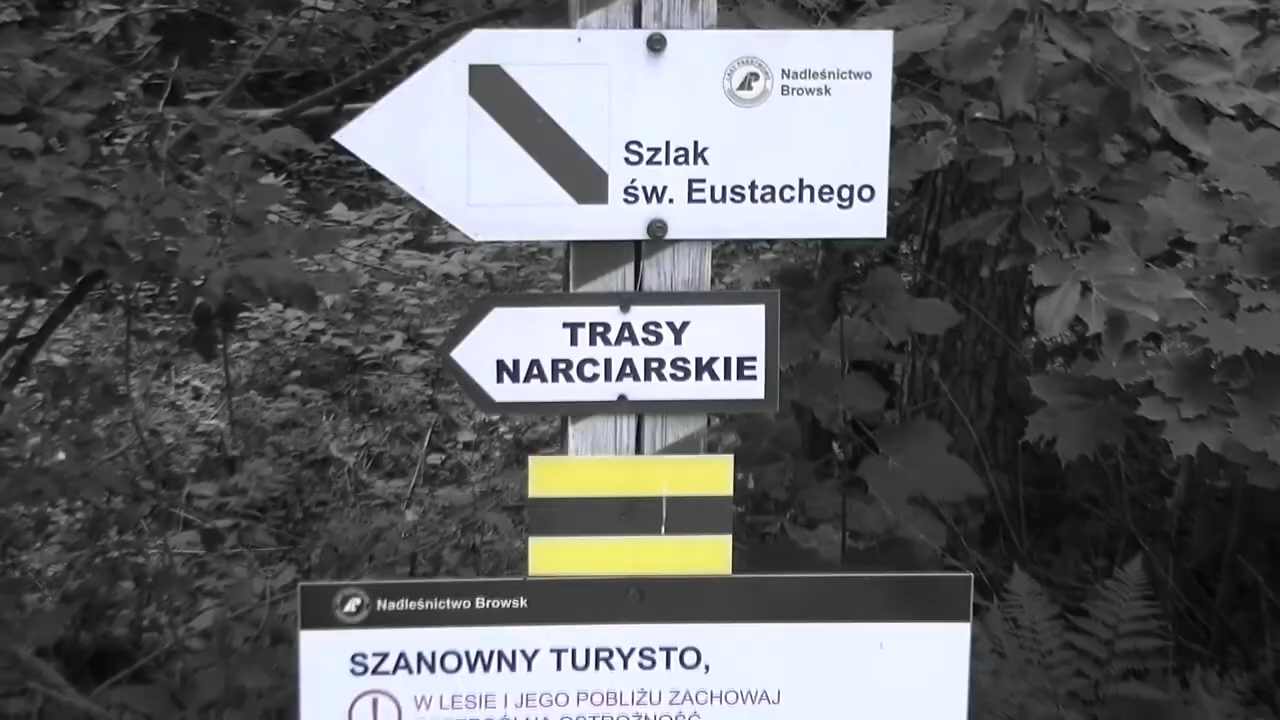 Nadleśnictwo
Browsk
Szlak
św. Eustachego
TRASY
NARCIARSKIE
Nadleśnictwo Browsk
SZANOWNY TURYSTO,
W LESIE I JEGO POBLIŻU ZACHOWAJ